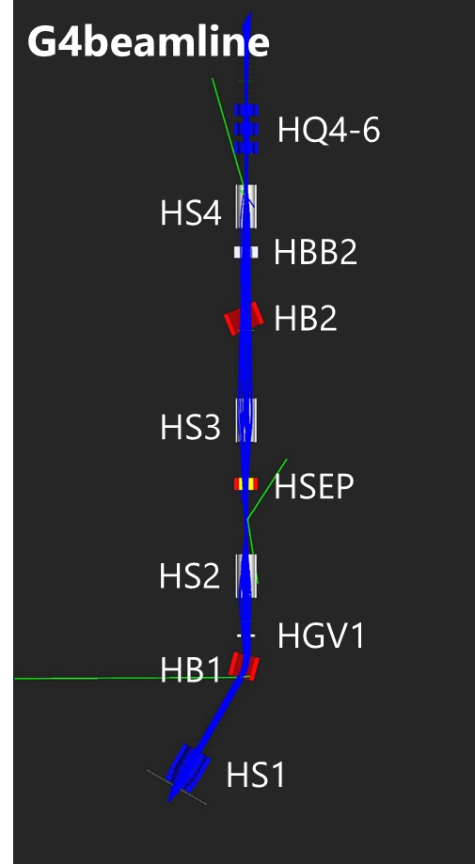 G4beamline
HQ4-6
HS4
HBB2
HB2
HS3
HSEP
HS2
HGV1
HB1
HS1